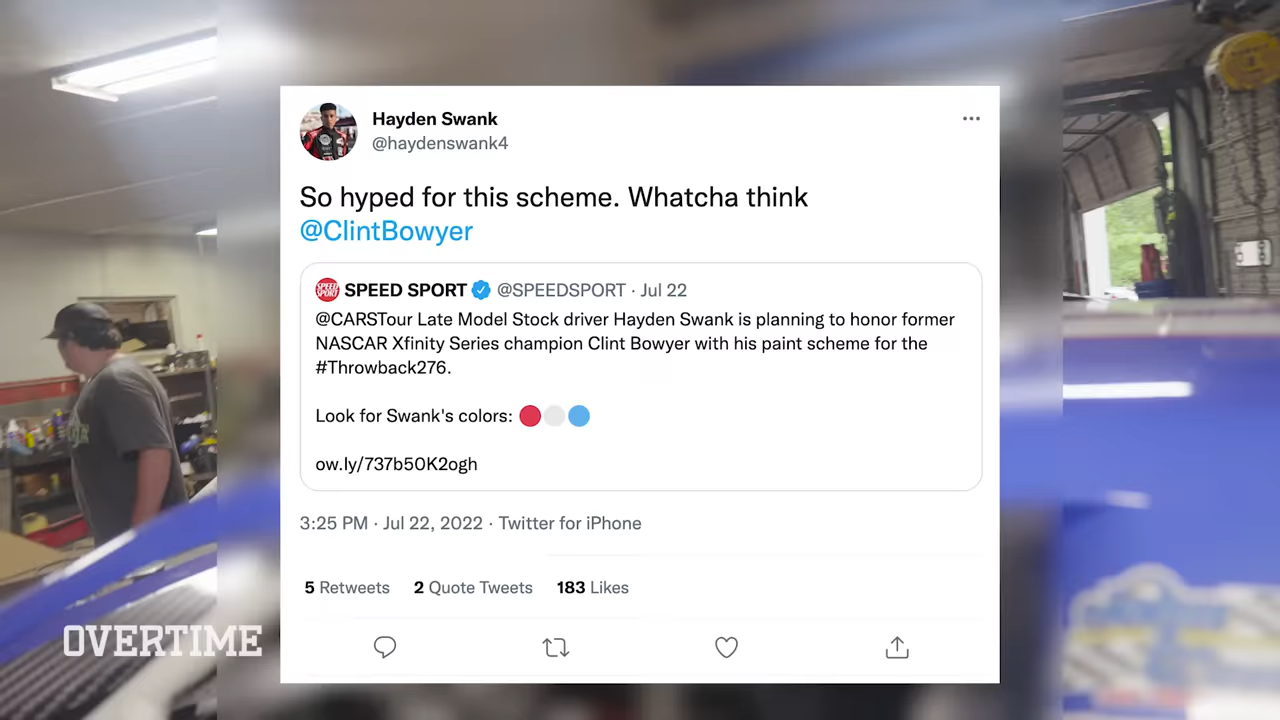 Hayden Swank
@haydenswank4
So hyped for this scheme. Whatcha think
@ClintBowyer
SPEED SPORT
SPEED SPORT @SPEEDSPORT · Jul 22
@CARSTour Late Model Stock driver Hayden Swank is planning to honor former
NASCAR Xfinity Series champion Clint Bowyer with his paint scheme for the
#Throwback276.
Look for Swank's colors:
ow.ly/737b50K2ogh
3:25 PM · Jul 22, 2022 · Twitter for iPhone
5 Retweets 2 Quote Tweets 183 Likes
OVERTIME